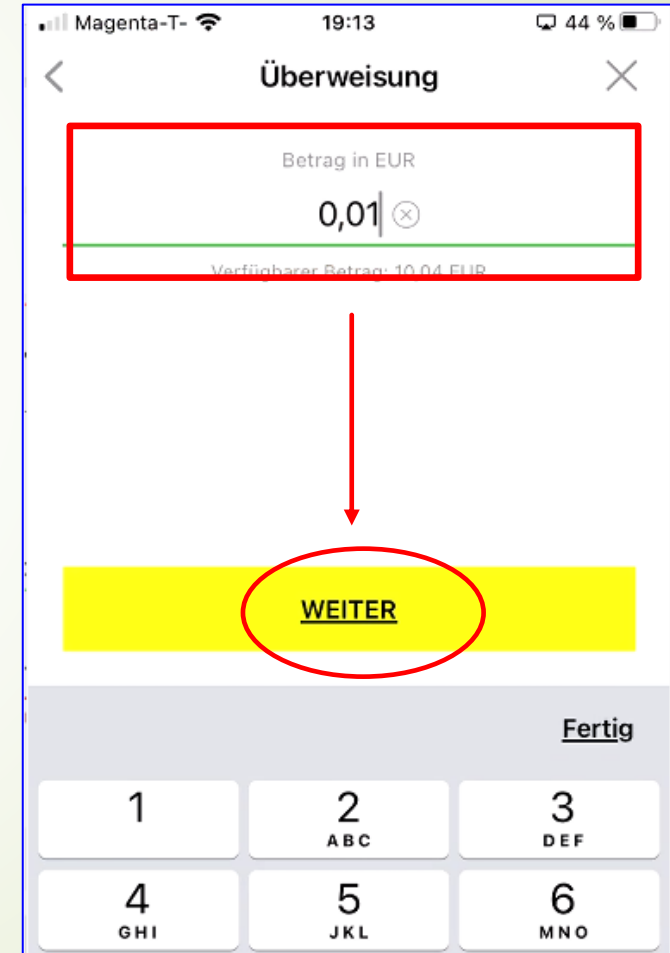 Magenta-T- 19:13 44 %
Überweisung
Betrag in EUR
0,01
Verfügbarer Betrag: 10,04 EUR
WEITER
Fertig
1 2 3
ABC DEF
4 5 6
GHI JKL MNO